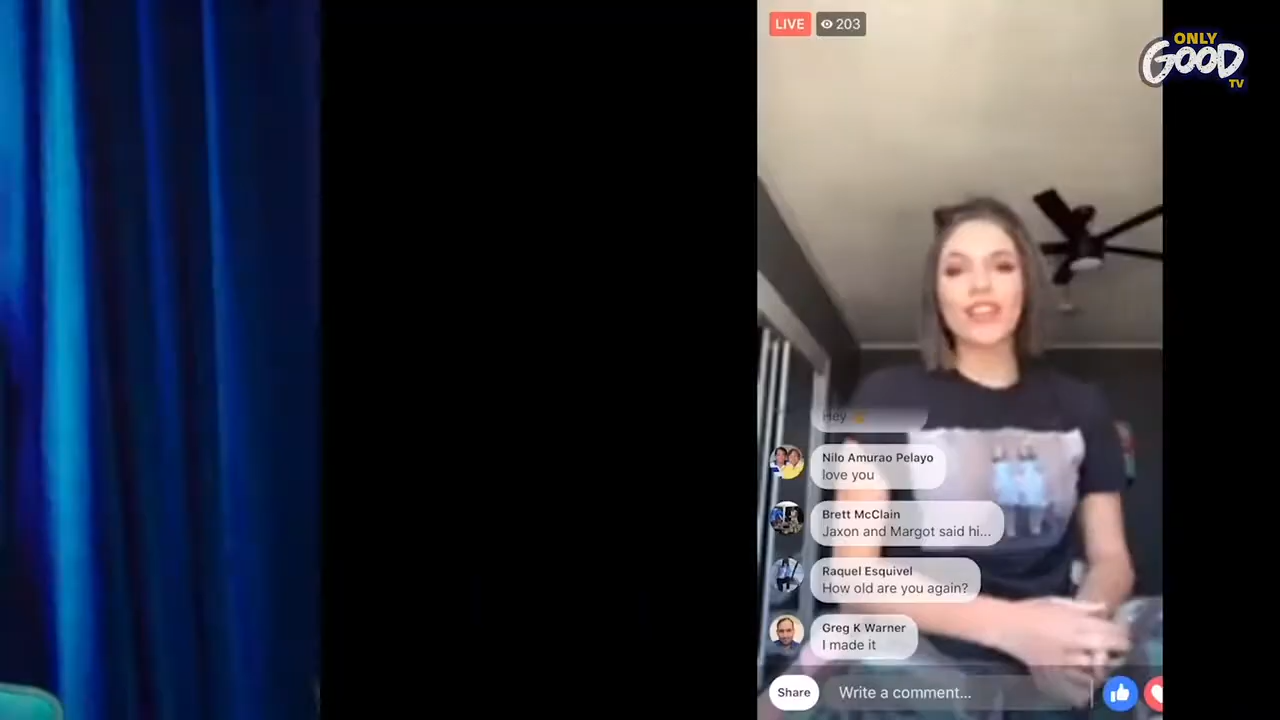 LIVE 203
ONLY
GOOD
TV
Hey
Nilo Amurao Pelayo
love you
Brett McClain
Jaxon and Margot said hi...
Raquel Esquivel
How old are you again?
Greg K Warner
I made it
Share Write a comment...